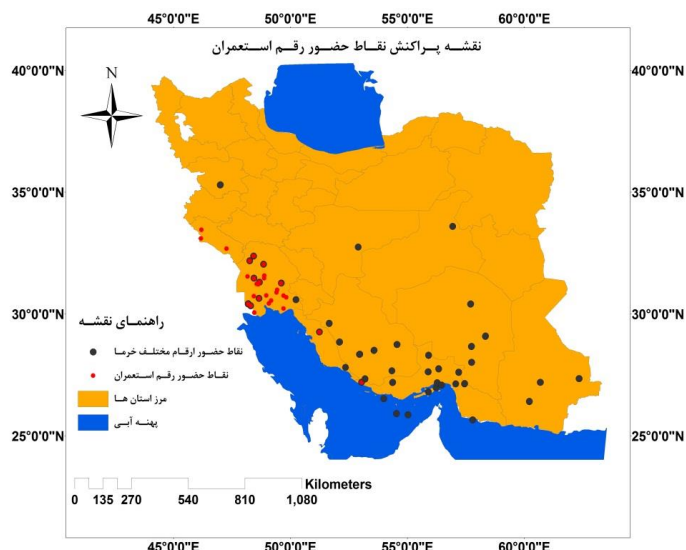 45°0'0"E 50°0'0"E 55°0'0"E 60°0'0"E
نقشه پراکنش نقاط حضور رقم استعمران
N
40°0'0"N 40°0'0"N
35°0'0"N 35°0'0"N
30°0'0"N 30°0'0"N
25°0'0"N 25°0'0"N
راهنمای نقشه
نقاط حضور ارقام مختلف خرما
نقاط حضور رقم استعمران
مرز استان ها
پهنه آبی
Kilometers
0 135 270 540 810 1,080
45°0'0"E 50°0'0"E 55°0'0"E 60°0'0"E